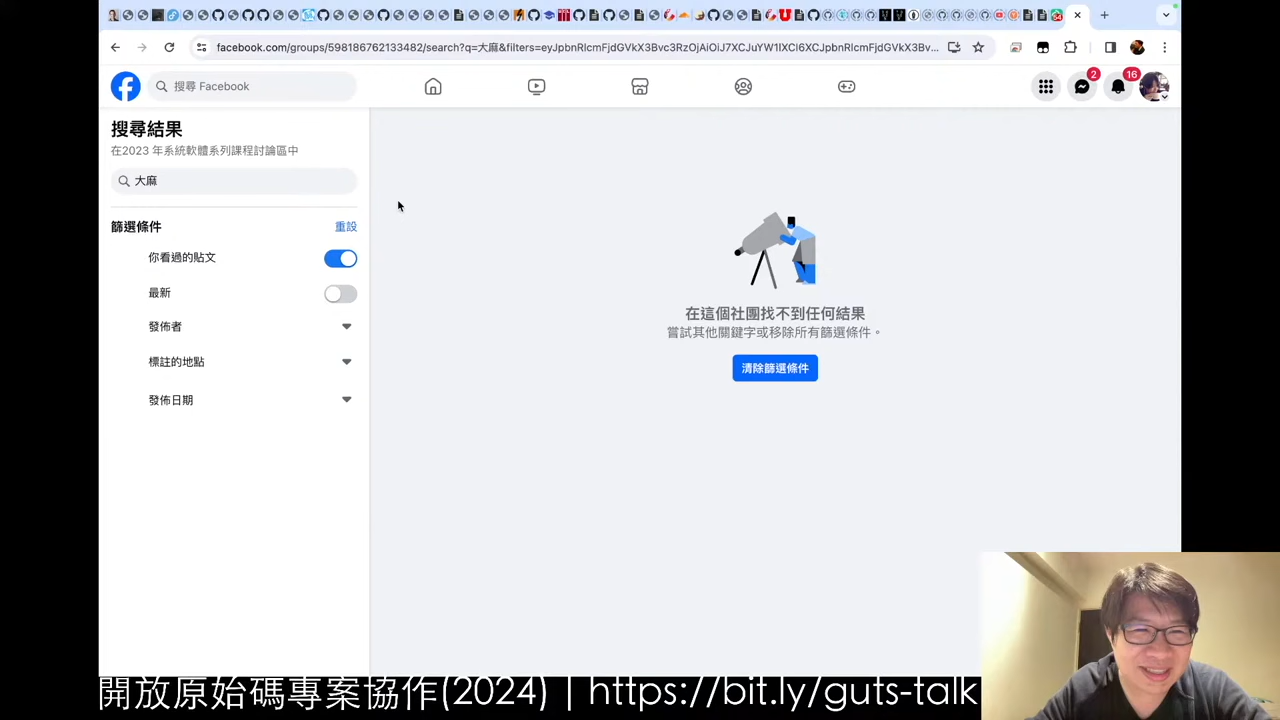 facebook.com/groups/598186762133482/search?q=大麻&filters=eyJpbnRlcmFjdGVkX3Bvc3RzOjAiOiJ7XCJuYW1lXCI6XCJpbnRlcmFjdGVkX3Bv...
搜尋 Facebook
2
16
搜尋結果
在2023 年系統軟體系列課程討論區中
大麻
篩選條件
重設
你看過的貼文
最新
發佈者
標註的地點
發佈日期
在這個社團找不到任何結果
嘗試其他關鍵字或移除所有篩選條件。
清除篩選條件
開放原始碼專案協作(2024) | https://bit.ly/guts-talk